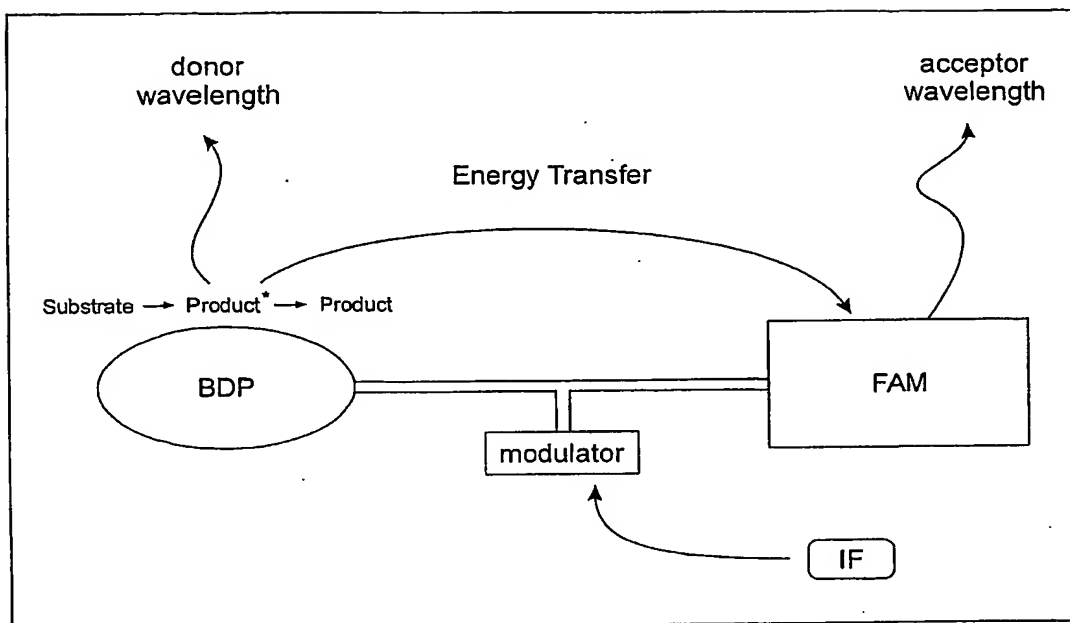 donor
wavelength
acceptor
wavelength
Energy Transfer
Substrate → Product* → Product
BDP
FAM
modulator
IF